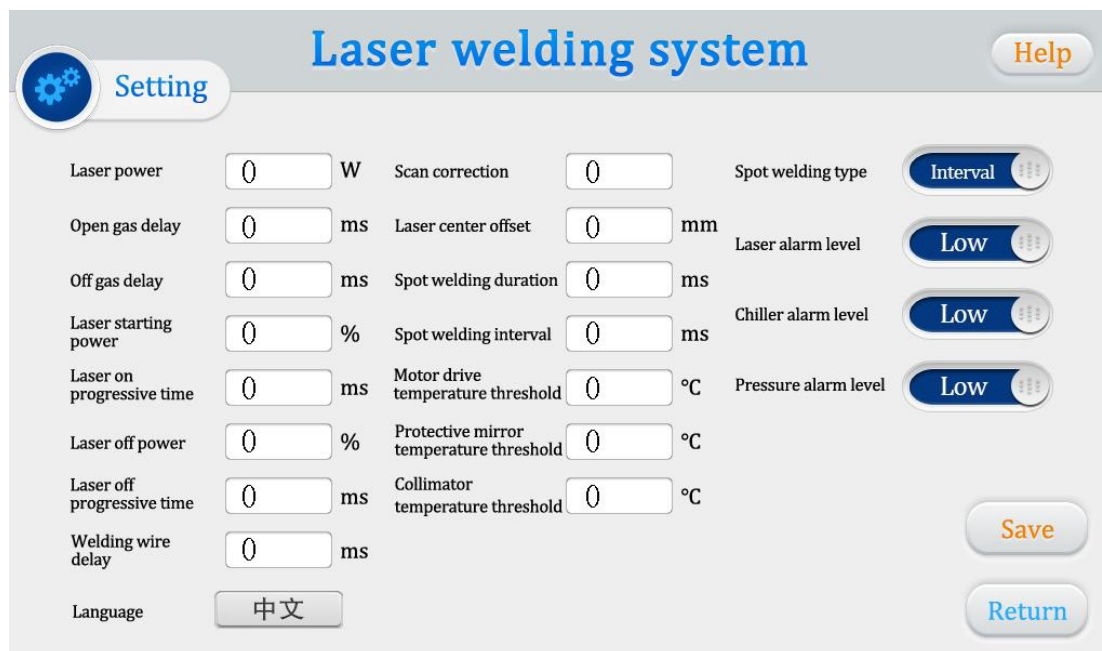 Laser welding system
Help
Setting
Laser power 0 W
Open gas delay 0 ms
Off gas delay 0 ms
Laser starting
power 0 %
Laser on
progressive time 0 ms
Laser off power 0 %
Laser off
progressive time 0 ms
Welding wire
delay 0 ms
Language 中文
Scan correction 0
Laser center offset 0 mm
Spot welding duration 0 ms
Spot welding interval 0 ms
Motor drive
temperature threshold 0 °C
Protective mirror
temperature threshold 0 °C
Collimator
temperature threshold 0 °C
Spot welding type Interval
Laser alarm level Low
Chiller alarm level Low
Pressure alarm level Low
Save
Return